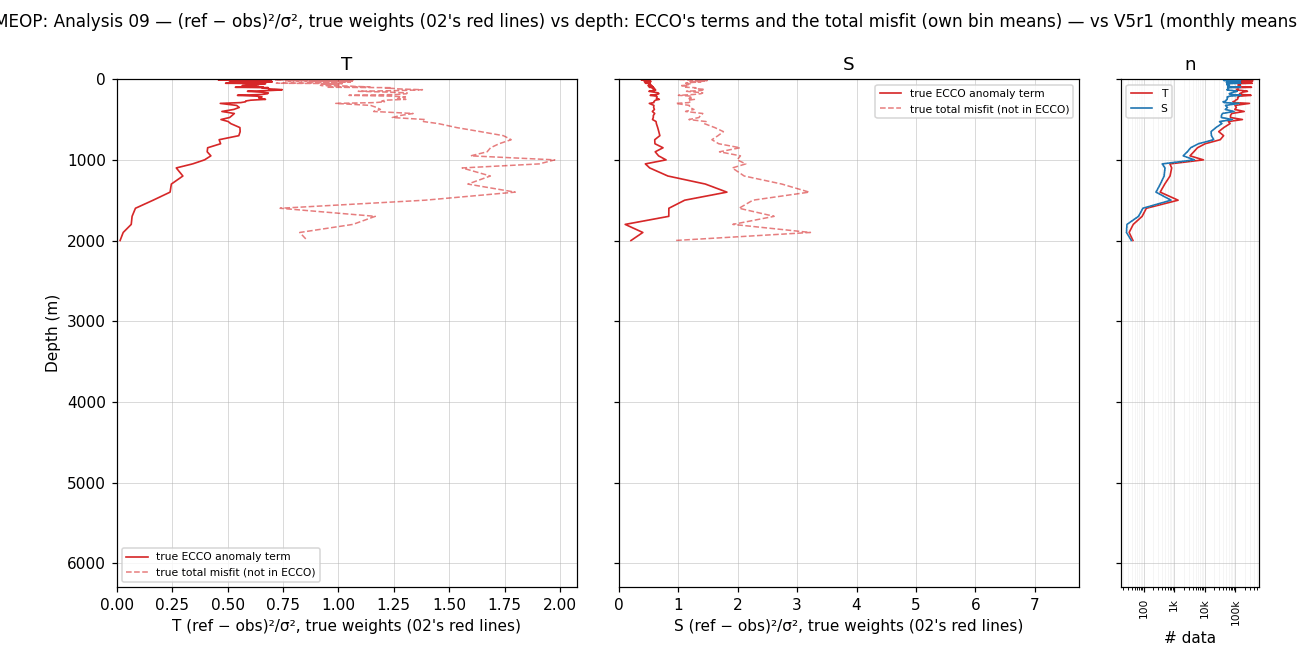 MEOP: Analysis 09 — (ref − obs)²/σ², true weights (02's red lines) vs depth: ECCO's terms and the total misfit (own bin means) — vs V5r1 (monthly means
T
S
n
0
1000
2000
3000
4000
5000
6000
Depth (m)
true ECCO anomaly term
true total misfit (not in ECCO)
0.00 0.25 0.50 0.75 1.00 1.25 1.50 1.75 2.00
T (ref − obs)²/σ², true weights (02's red lines)
true ECCO anomaly term
true total misfit (not in ECCO)
0 1 2 3 4 5 6 7
S (ref − obs)²/σ², true weights (02's red lines)
T
S
100 1k 10k 100k
# data